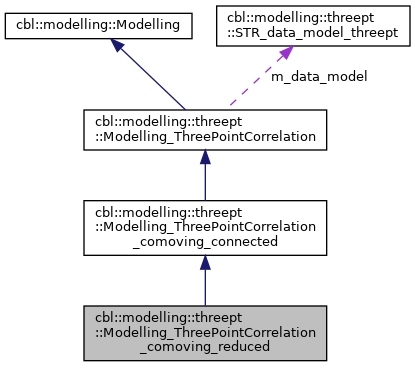 cbl::modelling::Modelling
cbl::modelling::threept
::STR_data_model_threept
m_data_model
cbl::modelling::threept
::Modelling_ThreePointCorrelation
cbl::modelling::threept
::Modelling_ThreePointCorrelation
_comoving_connected
cbl::modelling::threept
::Modelling_ThreePointCorrelation
_comoving_reduced